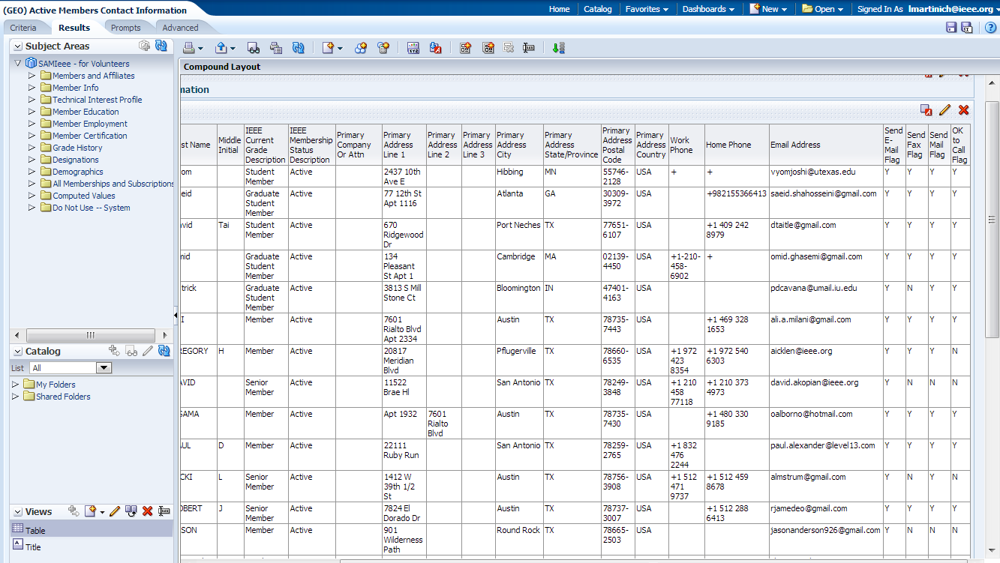 (GEO) Active Members Contact Information
Home Catalog Favorites Dashboards New Open Signed In As lmartinich@ieee.org
Criteria Results Prompts Advanced
Subject Areas
SAMIeee - for Volunteers
Members and Affiliates
Member Info
Technical Interest Profile
Member Education
Member Employment
Member Certification
Grade History
Designations
Demographics
All Memberships and Subscriptions
Computed Values
Do Not Use -- System
Catalog
List All
My Folders
Shared Folders
Views
Table
Title
Compound Layout
mation
st Name Middle Initial IEEE Current Grade Description IEEE Membership Status Description Primary Company Or Attn Primary Address Line 1 Primary Address Line 2 Primary Address Line 3 Primary Address City Primary Address State/Province Primary Address Postal Code Primary Address Country Work Phone Home Phone Email Address Send E-Mail Flag Send Fax Flag Send Mail Flag OK to Call Flag
om Student Member Active 2437 10th Ave E Hibbing MN 55746-2128 USA + + vyomjoshi@utexas.edu Y Y Y Y
eid Graduate Student Member Active 77 12th St Apt 1116 Atlanta GA 30309-3972 USA +982155366413 saeid.shahosseini@gmail.com Y Y Y Y
vid Tai Student Member Active 670 Ridgewood Dr Port Neches TX 77651-6107 USA +1 409 242 8979 dtaitle@gmail.com Y Y Y Y
mid Graduate Student Member Active 134 Pleasant St Apt 1 Cambridge MA 02139-4450 USA +1-210-458-6902 + omid.ghasemi@gmail.com Y Y Y Y
trick Graduate Student Member Active 3813 S Mill Stone Ct Bloomington IN 47401-4163 USA pdcavana@umail.iu.edu Y N Y Y
I Member Active 7601 Rialto Blvd Apt 2334 Austin TX 78735-7443 USA +1 469 328 1653 ali.a.milani@gmail.com Y Y Y Y
REGORY H Member Active 20817 Meridian Blvd Pflugerville TX 78660-6535 USA +1 972 423 8354 +1 972 540 6303 aicklen@ieee.org Y Y Y N
AVID Senior Member Active 11522 Brae Hl San Antonio TX 78249-3848 USA +1 210 458 77118 +1 210 373 4973 david.akopian@ieee.org Y N N N
SAMA Member Active Apt 1932 7601 Rialto Blvd Austin TX 78735-7430 USA +1 480 330 9185 oalborno@hotmail.com Y Y Y Y
AUL D Member Active 22111 Ruby Run San Antonio TX 78259-2765 USA +1 832 476 2244 paul.alexander@level13.com Y Y Y Y
CKI L Senior Member Active 1412 W 39th 1/2 St Austin TX 78756-3908 USA +1 512 471 9737 +1 512 459 8678 almstrum@gmail.com Y N Y N
OBERT J Senior Member Active 7824 El Dorado Dr Austin TX 78737-3007 USA +1 512 288 6413 rjamedeo@gmail.com Y Y Y Y
SON Member Active 901 Wilderness Path Round Rock TX 78665-2503 USA jasonanderson926@gmail.com Y N N N